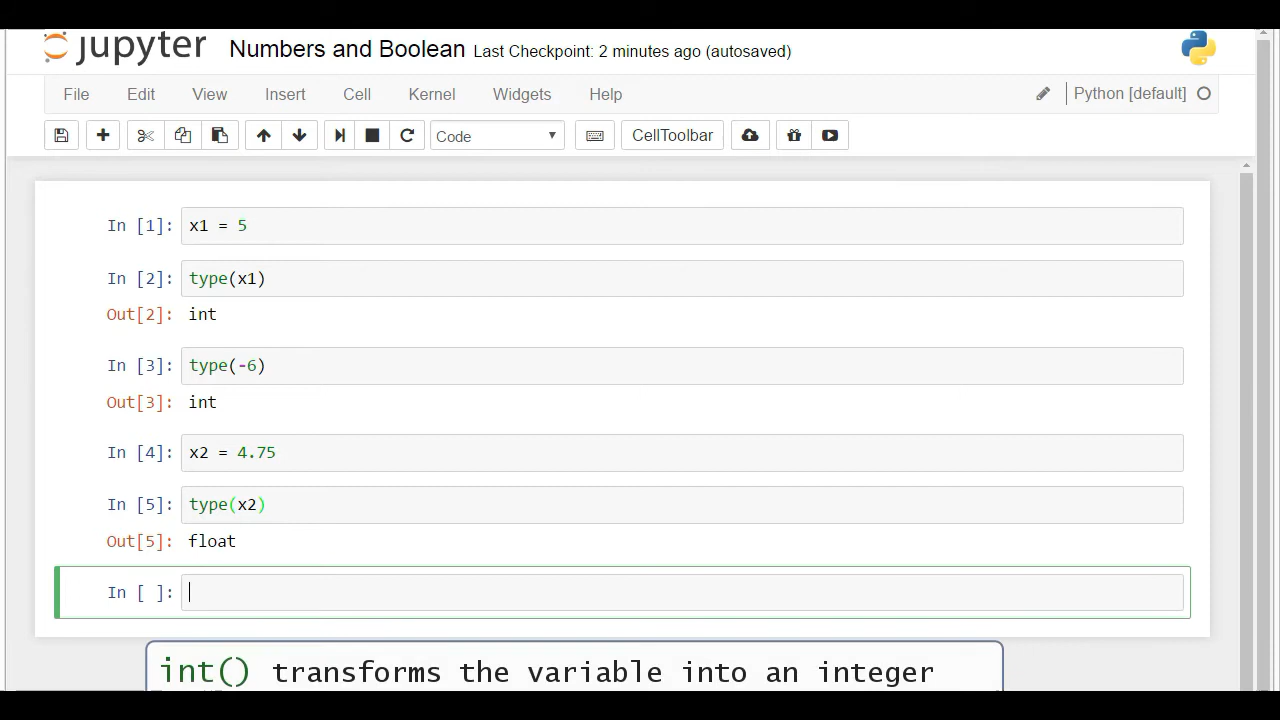 jupyter Numbers and Boolean Last Checkpoint: 2 minutes ago (autosaved)
File Edit View Insert Cell Kernel Widgets Help Python [default]
Code CellToolbar
In [1]: x1 = 5
In [2]: type(x1)
Out[2]: int
In [3]: type(-6)
Out[3]: int
In [4]: x2 = 4.75
In [5]: type(x2)
Out[5]: float
In [ ]:
int() transforms the variable into an integer